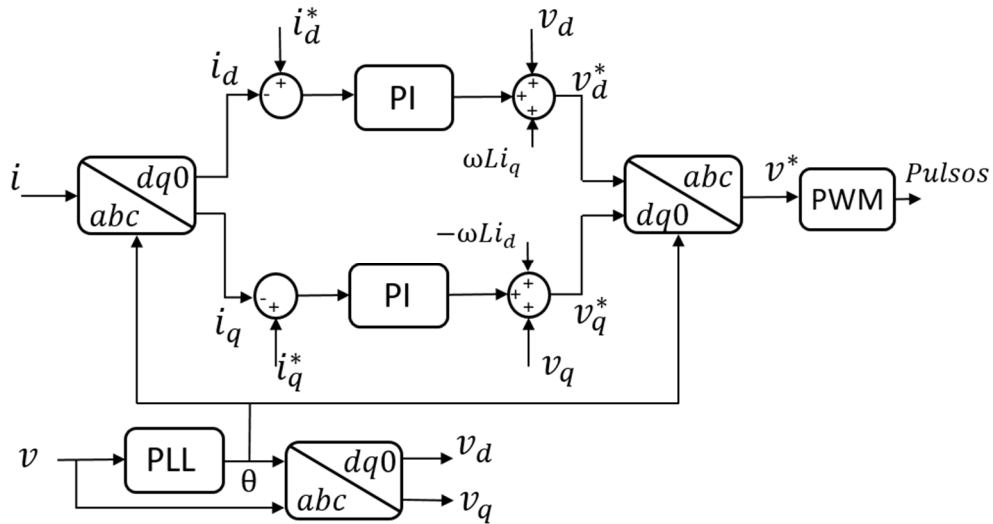 i_d^*
v_d
i_d
-
+
PI
+
+
+
v_d^*
ωLi_q
i
dq0
abc
abc
dq0
v^*
PWM
Pulsos
-ωLi_d
i_q
-
+
PI
+
+
+
v_q^*
i_q^*
v_q
v
PLL
θ
dq0
abc
v_d
v_q